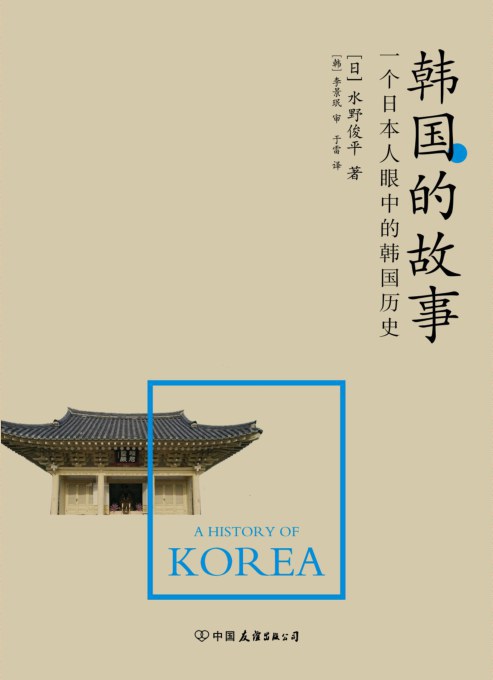 韩国的故事
一个日本人眼中的韩国历史
[日] 水野俊平 著
[韩] 李景珉 审 于雷 译
A HISTORY OF
KOREA
中国友谊出版公司